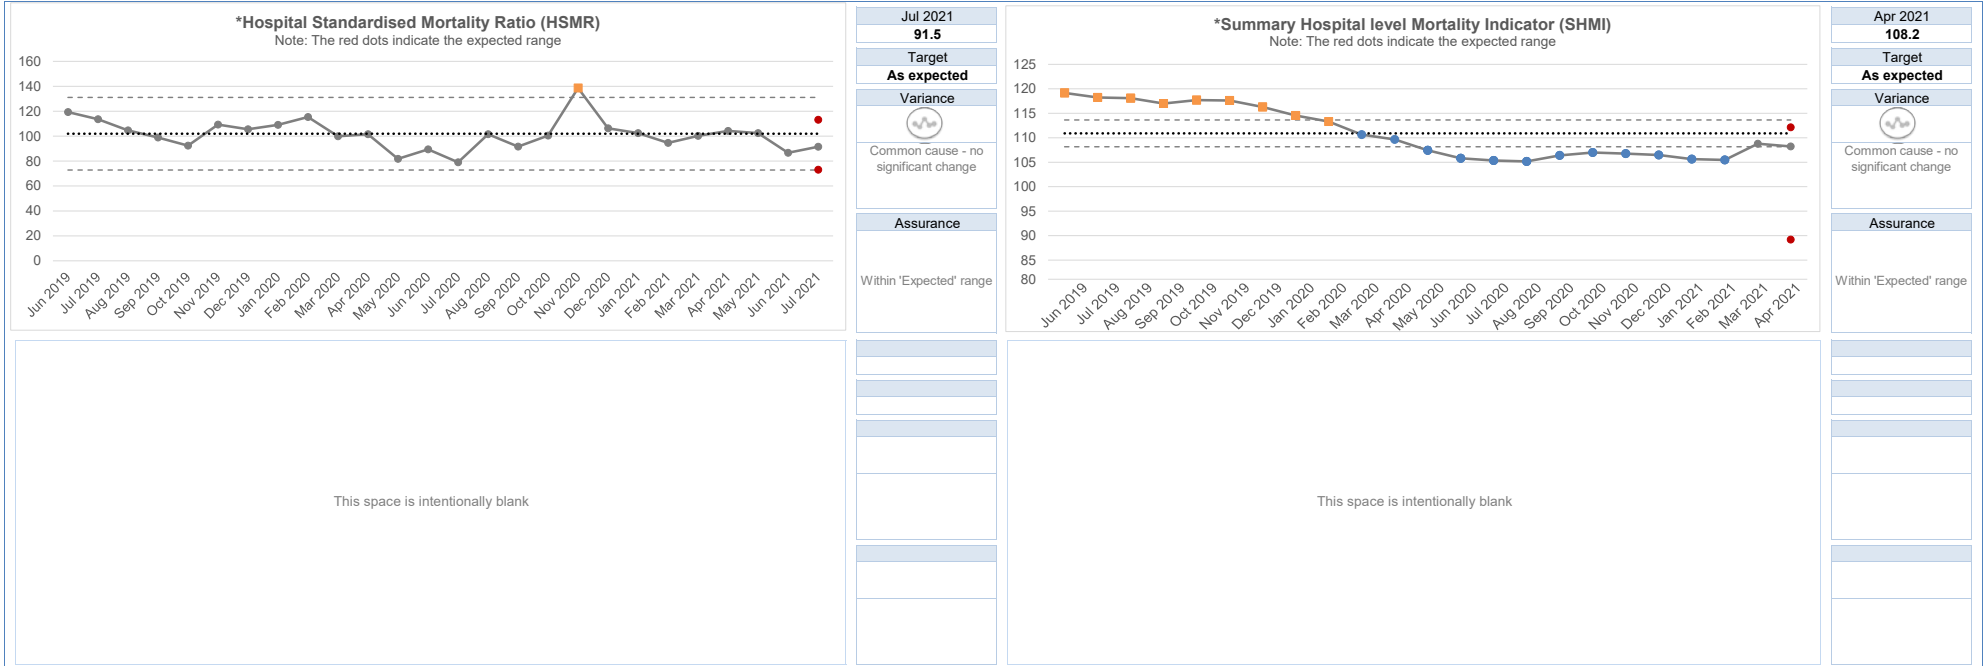 *Hospital Standardised Mortality Ratio (HSMR)
Note: The red dots indicate the expected range
160
140
120
100
80
60
40
20
0
Jun 2019
Jul 2019
Aug 2019
Sep 2019
Oct 2019
Nov 2019
Dec 2019
Jan 2020
Feb 2020
Mar 2020
Apr 2020
May 2020
Jun 2020
Jul 2020
Aug 2020
Sep 2020
Oct 2020
Nov 2020
Dec 2020
Jan 2021
Feb 2021
Mar 2021
Apr 2021
May 2021
Jun 2021
Jul 2021
Jul 2021
91.5
Target
As expected
Variance
Common cause - no
significant change
Assurance
Within 'Expected' range
*Summary Hospital level Mortality Indicator (SHMI)
Note: The red dots indicate the expected range
125
120
115
110
105
100
95
90
85
80
Jun 2019
Jul 2019
Aug 2019
Sep 2019
Oct 2019
Nov 2019
Dec 2019
Jan 2020
Feb 2020
Mar 2020
Apr 2020
May 2020
Jun 2020
Jul 2020
Aug 2020
Sep 2020
Oct 2020
Nov 2020
Dec 2020
Jan 2021
Feb 2021
Mar 2021
Apr 2021
Apr 2021
108.2
Target
As expected
Variance
Common cause - no
significant change
Assurance
Within 'Expected' range
This space is intentionally blank
This space is intentionally blank